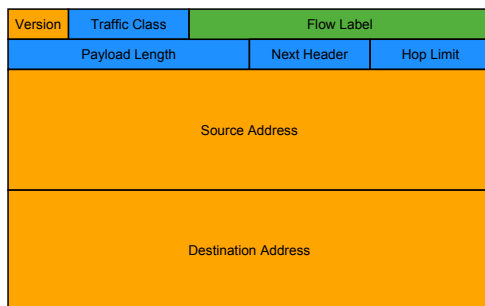 Version Traffic Class Flow Label
Payload Length Next Header Hop Limit
Source Address
Destination Address